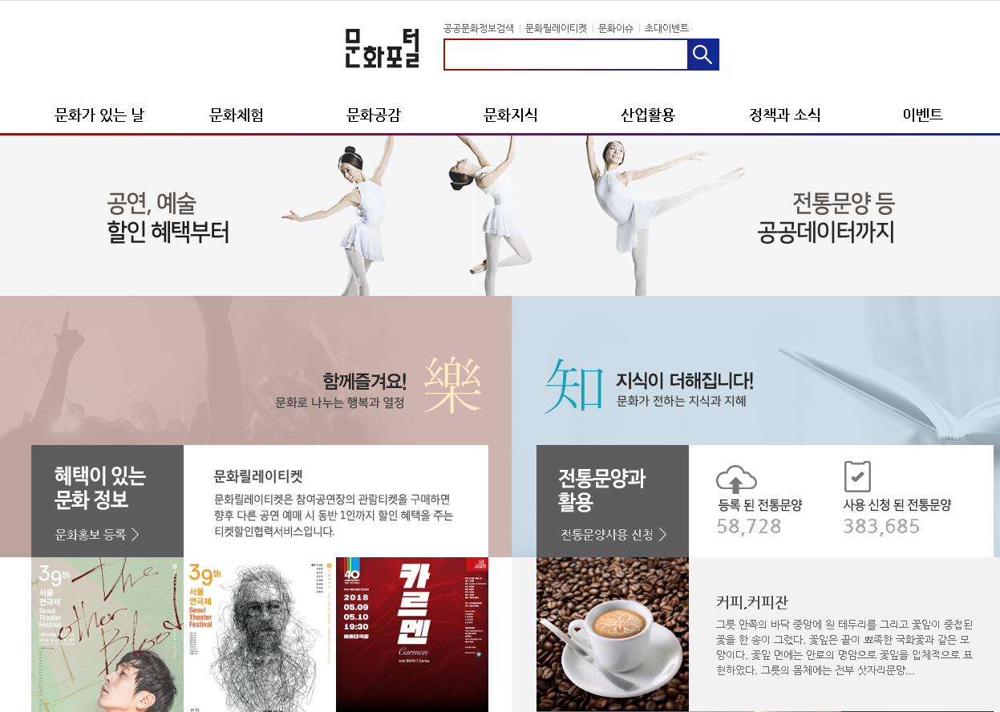 문화포털
공공문화정보검색 | 문화릴레이티켓 | 문화이슈 | 초대이벤트
문화가 있는 날 문화체험 문화공감 문화지식 산업활용 정책과 소식 이벤트
공연, 예술
할인 혜택부터
전통문양 등
공공데이터까지
함께즐겨요!
문화로 나누는 행복과 열정
樂
知
지식이 더해집니다!
문화가 전하는 지식과 지혜
혜택이 있는
문화 정보
문화홍보 등록
문화릴레이티켓
문화릴레이티켓은 참여공연장의 관람티켓을 구매하면
향후 다른 공연 예매 시 동반 1인까지 할인 혜택을 주는
티켓할인협력서비스입니다.
전통문양과
활용
전통문양사용 신청
등록 된 전통문양
58,728
사용 신청 된 전통문양
383,685
39th
서울
연극제
Seoul
Theater
Festival
the
other
Blood
39th
서울
연극제
Seoul
Theater
Festival
40
2018
05.09
05.10
19:30
세종대극장
카르멘
Carmen
with BMW 7 Series
커피,커피잔
그릇 안쪽의 바닥 중앙에 원 테두리를 그리고 꽃잎이 중첩된
꽃을 한 송이 그렸다. 꽃잎은 끝이 뾰족한 국화꽃과 같은 모
양이다. 꽃잎 면에는 안료의 명암으로 꽃잎을 입체적으로 표
현하였다. 그릇의 몸체에는 전부 삿자리문양...